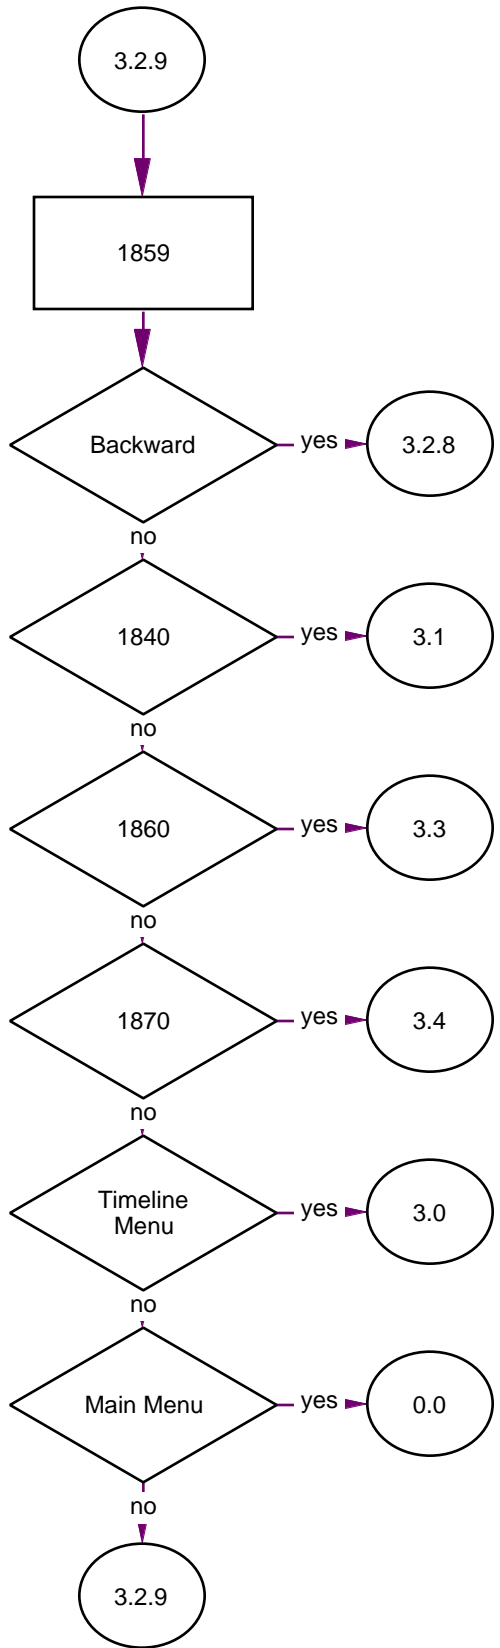 3.2.9
1859
Backward
yes
3.2.8
no
1840
yes
3.1
no
1860
yes
3.3
no
1870
yes
3.4
no
Timeline
Menu
yes
3.0
no
Main Menu
yes
0.0
no
3.2.9